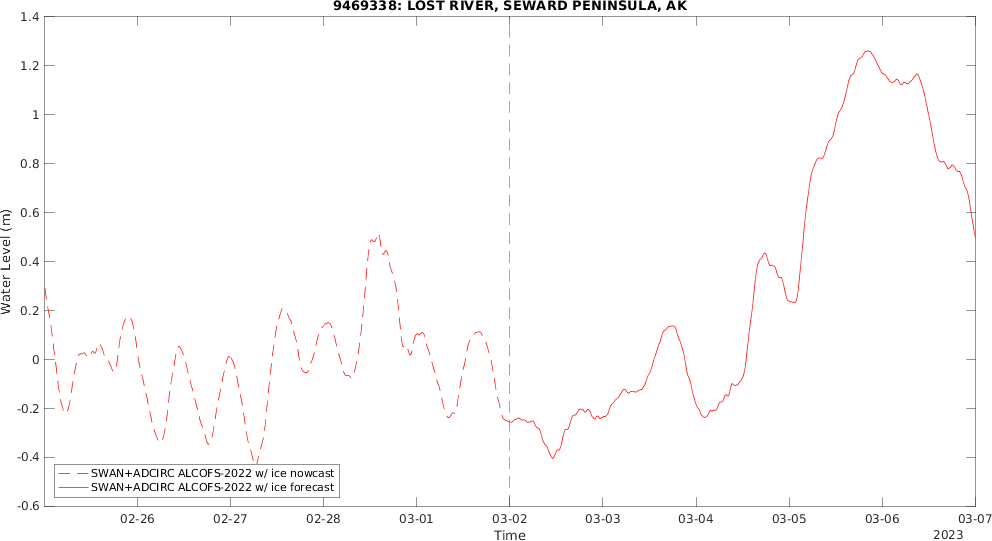 9469338: LOST RIVER, SEWARD PENINSULA, AK
1.4
1.2
1
0.8
0.6
0.4
0.2
0
-0.2
-0.4
-0.6
Water Level (m)
SWAN+ADCIRC ALCOFS-2022 w/ ice nowcast
SWAN+ADCIRC ALCOFS-2022 w/ ice forecast
02-26 02-27 02-28 03-01 03-02 03-03 03-04 03-05 03-06 03-07
Time
2023